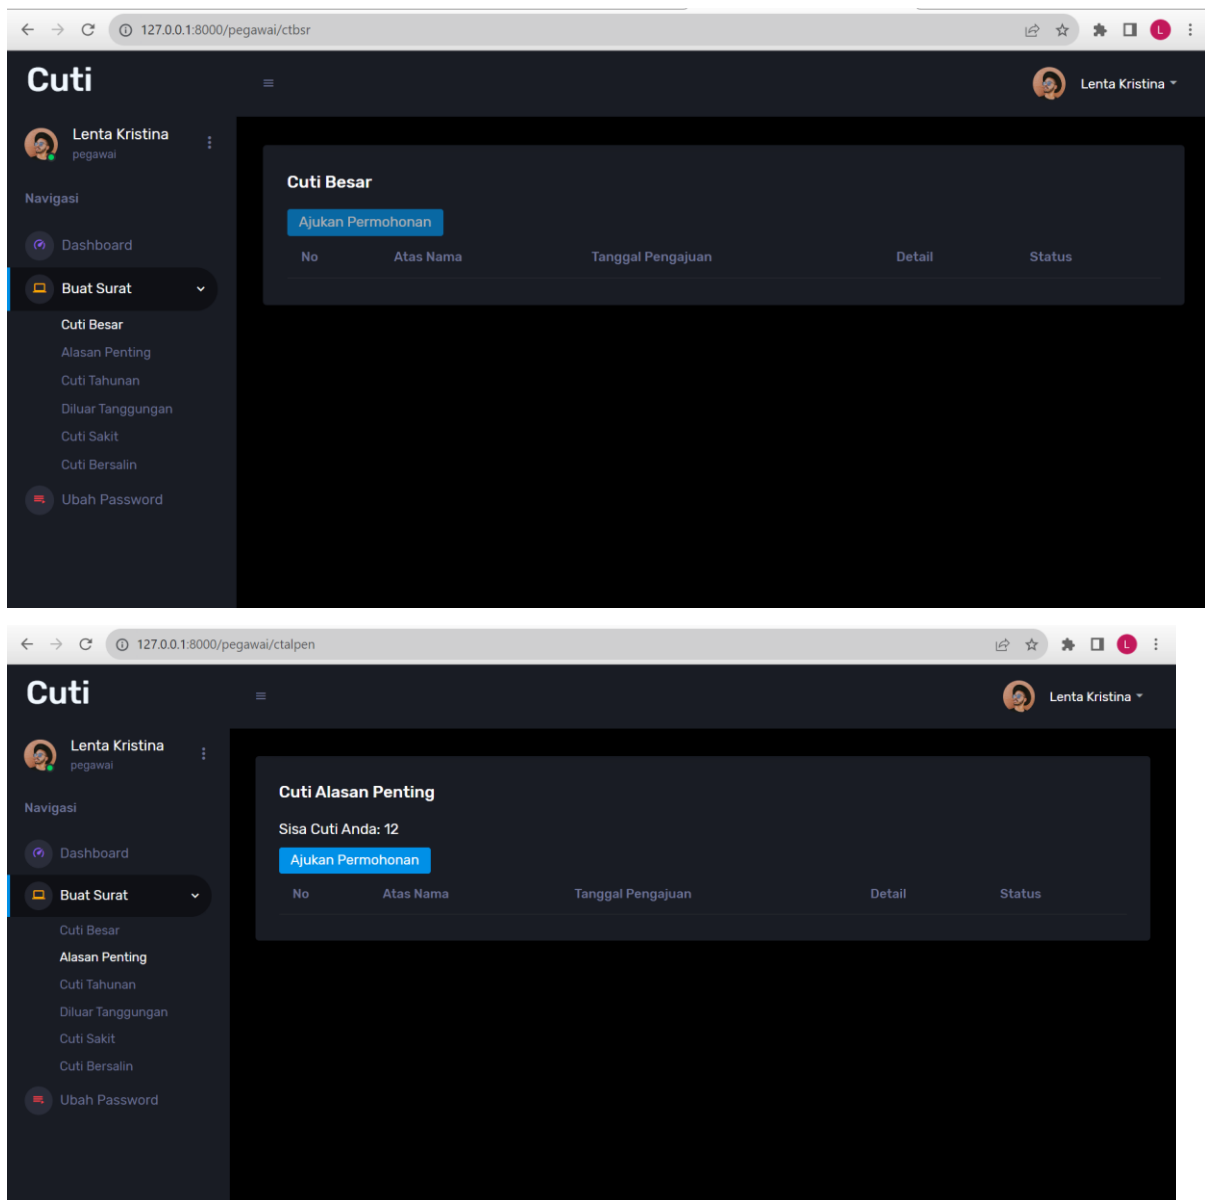 127.0.0.1:8000/pegawai/ctbsr
L
Cuti
Lenta Kristina
Lenta Kristina
pegawai
Navigasi
Dashboard
Buat Surat
Cuti Besar
Alasan Penting
Cuti Tahunan
Diluar Tanggungan
Cuti Sakit
Cuti Bersalin
Ubah Password
Cuti Besar
Ajukan Permohonan
No Atas Nama Tanggal Pengajuan Detail Status
127.0.0.1:8000/pegawai/ctalpen
L
Cuti
Lenta Kristina
Lenta Kristina
pegawai
Navigasi
Dashboard
Buat Surat
Cuti Besar
Alasan Penting
Cuti Tahunan
Diluar Tanggungan
Cuti Sakit
Cuti Bersalin
Ubah Password
Cuti Alasan Penting
Sisa Cuti Anda: 12
Ajukan Permohonan
No Atas Nama Tanggal Pengajuan Detail Status